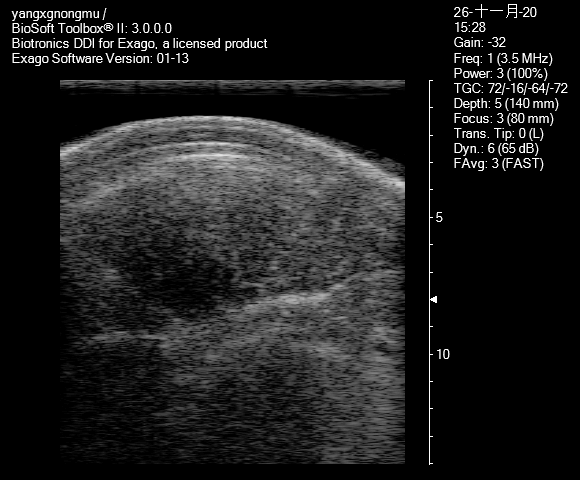 yangxgnongmu /
BioSoft Toolbox® II: 3.0.0.0
Biotronics DDI for Exago, a licensed product
Exago Software Version: 01-13
26-十一月-20
15:28
Gain: -32
Freq: 1 (3.5 MHz)
Power: 3 (100%)
TGC: 72/-16/-64/-72
Depth: 5 (140 mm)
Focus: 3 (80 mm)
Trans. Tip: 0 (L)
Dyn.: 6 (65 dB)
FAvg: 3 (FAST)
5
10